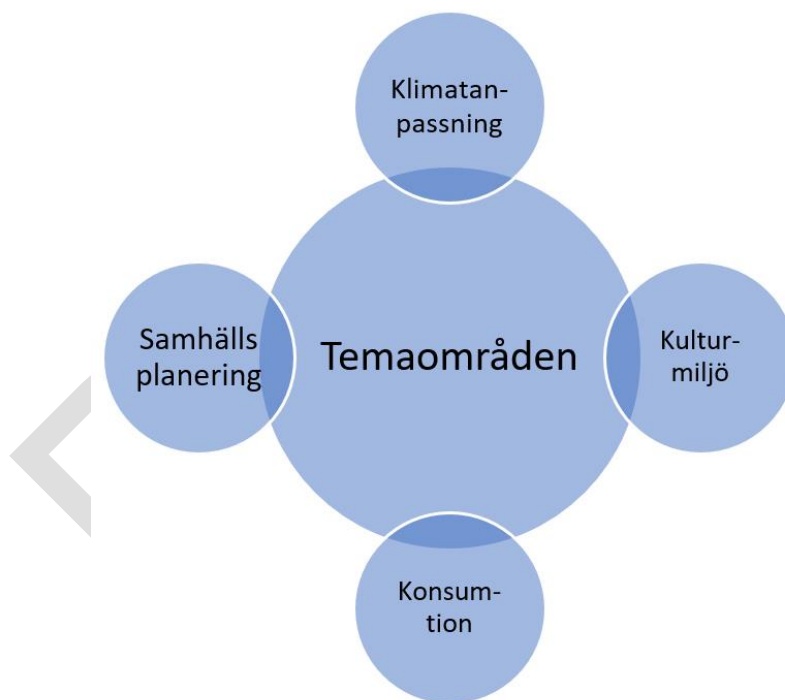 Klimatan-
passning
Samhälls
planering
Temaområden
Kultur-
miljö
Konsum-
tion